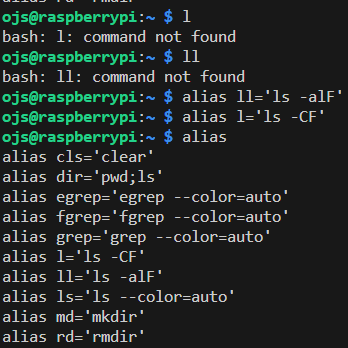 ojs@raspberrypi:~ $ l
bash: l: command not found
ojs@raspberrypi:~ $ ll
bash: ll: command not found
ojs@raspberrypi:~ $ alias ll='ls -alF'
ojs@raspberrypi:~ $ alias l='ls -CF'
ojs@raspberrypi:~ $ alias
alias cls='clear'
alias dir='pwd;ls'
alias egrep='egrep --color=auto'
alias fgrep='fgrep --color=auto'
alias grep='grep --color=auto'
alias l='ls -CF'
alias ll='ls -alF'
alias ls='ls --color=auto'
alias md='mkdir'
alias rd='rmdir'